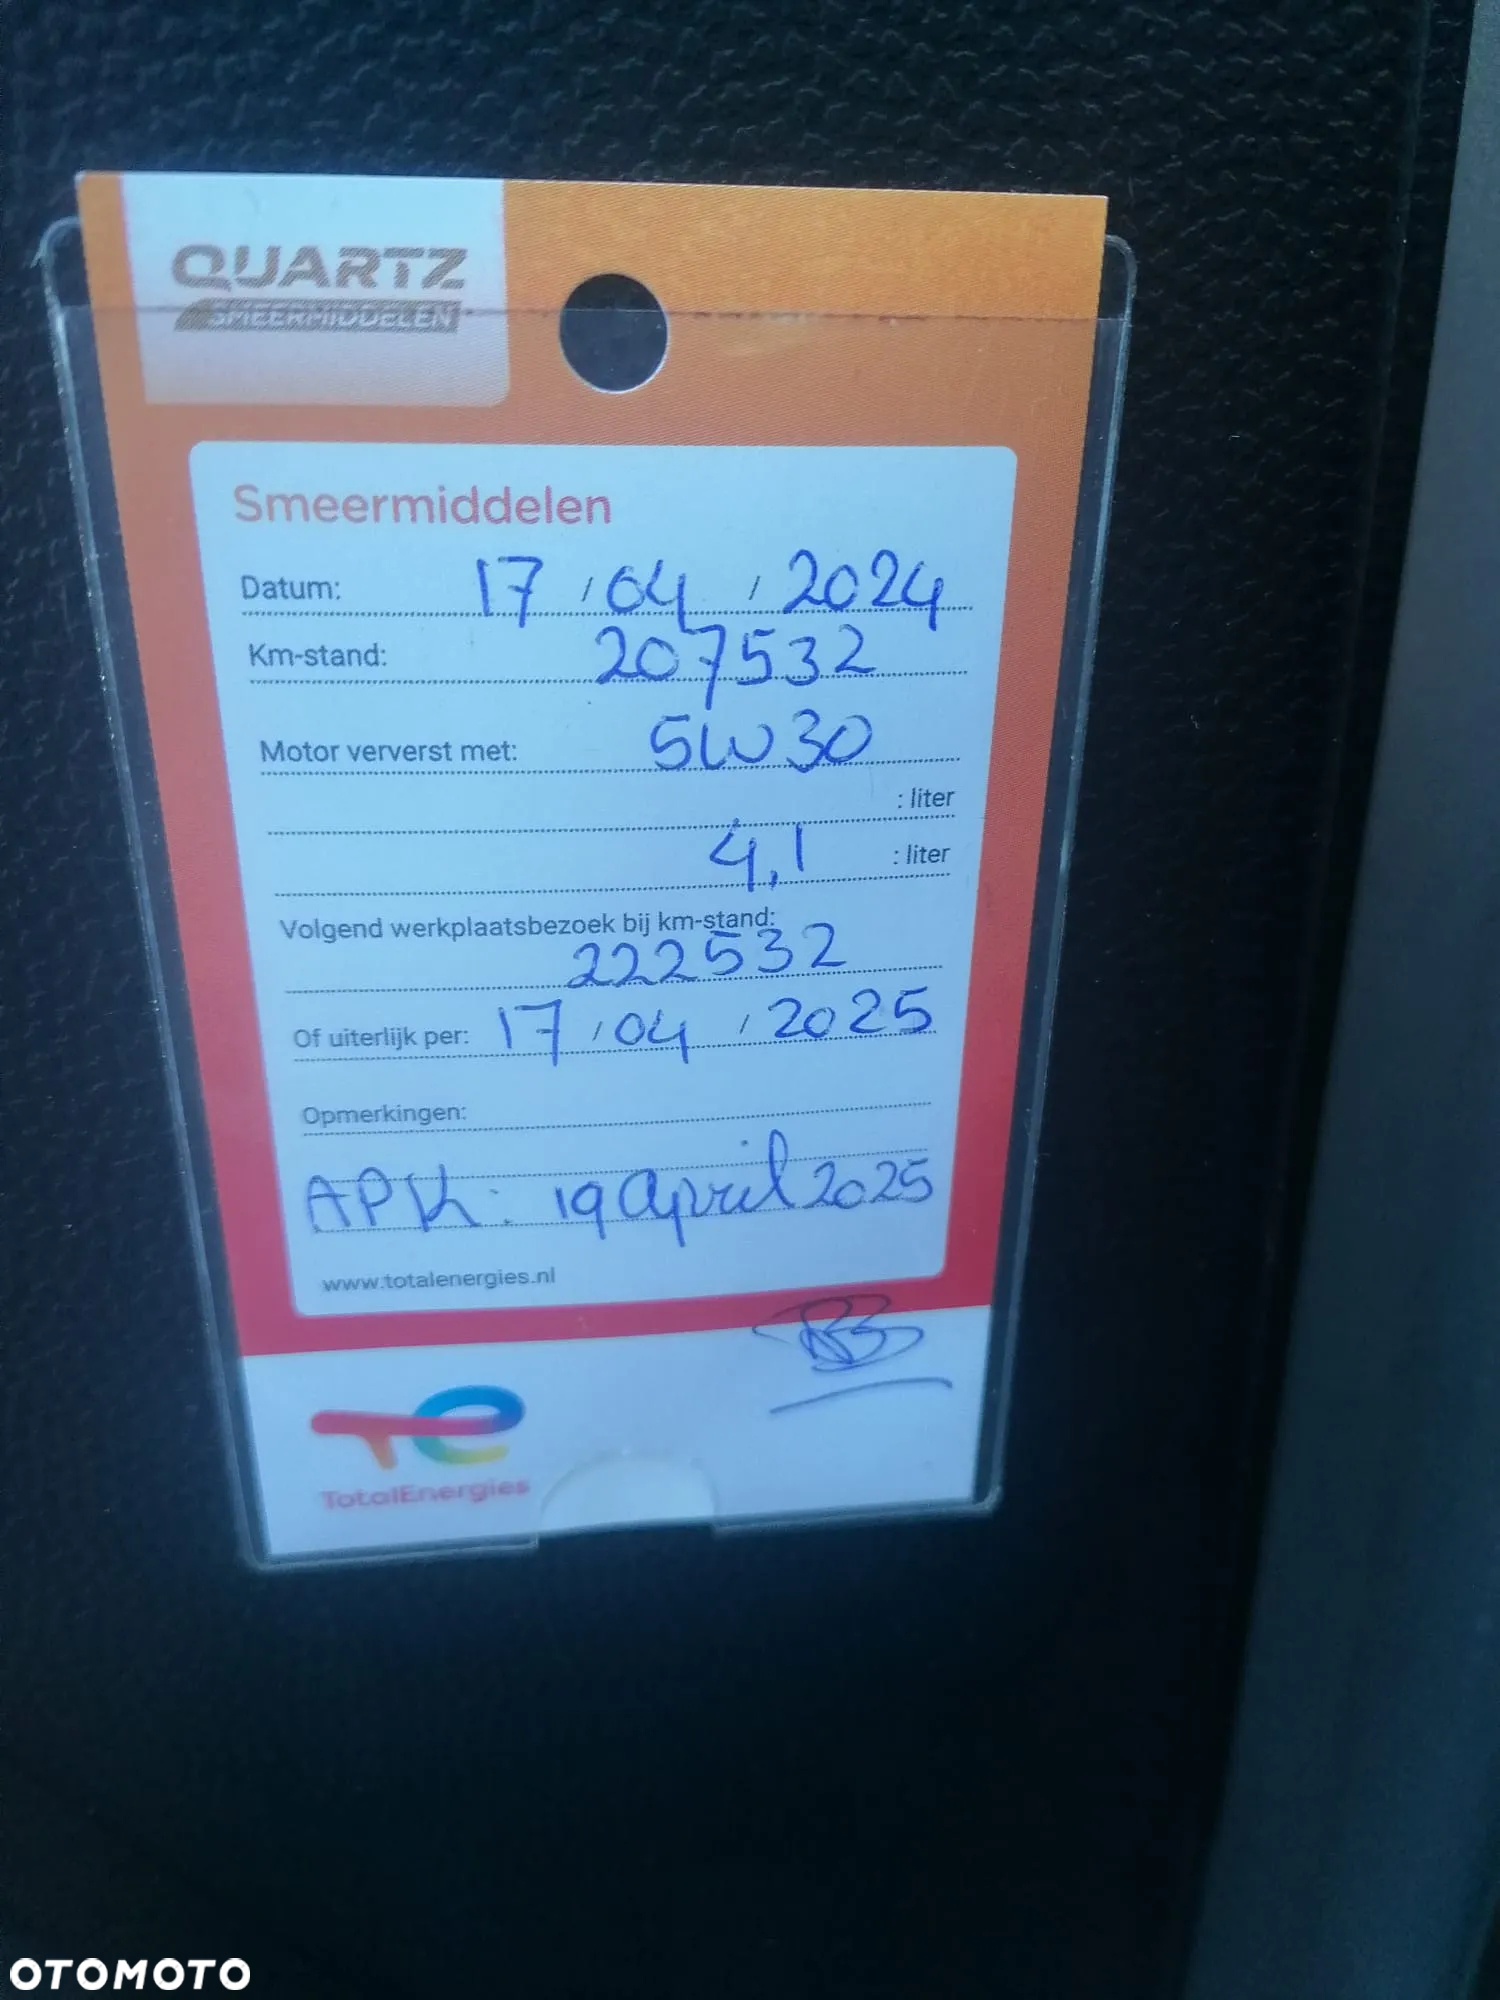 QUARTZ
SMEERMIDDELEN
Smeermiddelen
Datum: 17 / 04 / 2024
Km-stand: 207532
Motor ververst met: 5W30
: liter
4,1 : liter
Volgend werkplaatsbezoek bij km-stand:
222532
Of uiterlijk per: 17 / 04 / 2025
Opmerkingen:
APK: 19 april 2025
www.totalenergies.nl
TotalEnergies
OTOMOTO